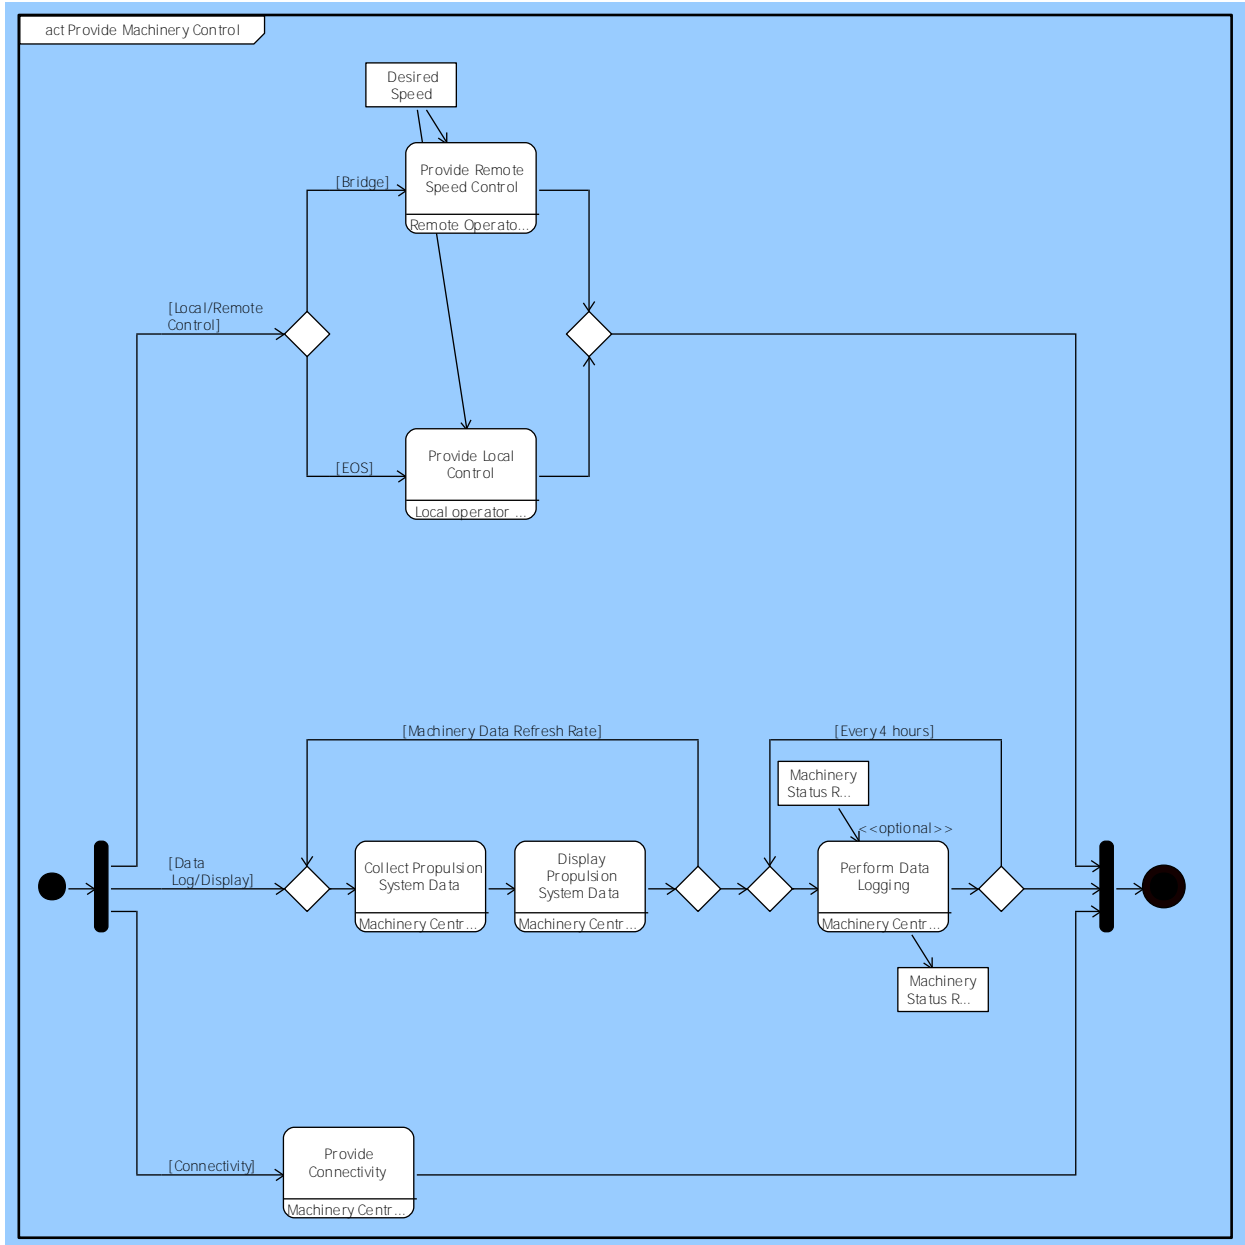 act Provide Machinery Control
Desired
Speed
Provide Remote
Speed Control
Remote Operato...
[Bridge]
[Local/Remote
Control]
[EOS]
Provide Local
Control
Local operator ...
[Machinery Data Refresh Rate]
[Every 4 hours]
Machinery
Status R...
<<optional>>
[Data
Log/Display]
Collect Propulsion
System Data
Machinery Centr...
Display
Propulsion
System Data
Machinery Centr...
Perform Data
Logging
Machinery Centr...
Machinery
Status R...
[Connectivity]
Provide
Connectivity
Machinery Centr...